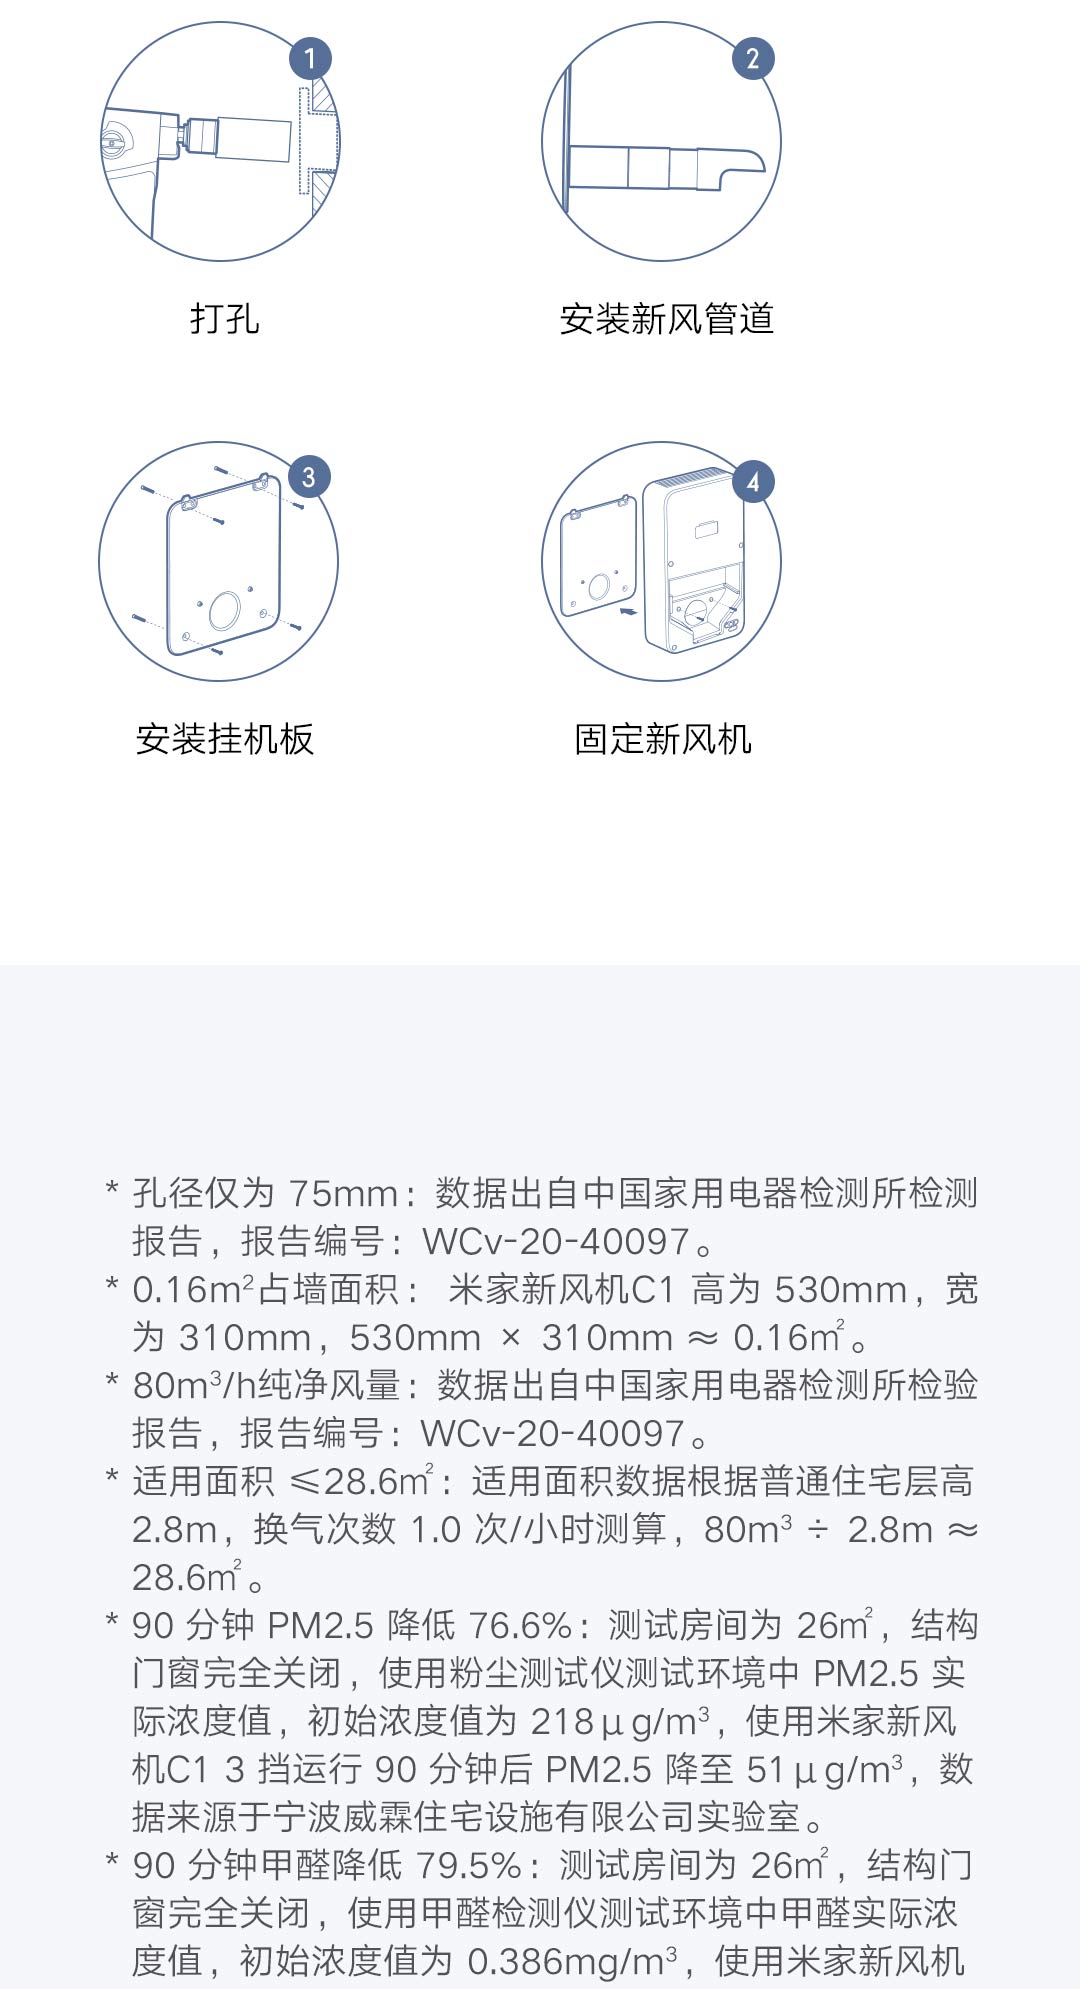 1
2
打孔
安装新风管道
3
4
安装挂机板
固定新风机
* 孔径仅为 75mm：数据出自中国家用电器检测所检测
报告，报告编号：WCv-20-40097。
* 0.16m²占墙面积： 米家新风机C1 高为 530mm，宽
为 310mm，530mm × 310mm ≈ 0.16㎡。
* 80m³/h纯净风量：数据出自中国家用电器检测所检验
报告，报告编号：WCv-20-40097。
* 适用面积 ≤28.6㎡：适用面积数据根据普通住宅层高
2.8m，换气次数 1.0 次/小时测算，80m³ ÷ 2.8m ≈
28.6㎡。
* 90 分钟 PM2.5 降低 76.6%：测试房间为 26㎡，结构
门窗完全关闭，使用粉尘测试仪测试环境中 PM2.5 实
际浓度值，初始浓度值为 218μg/m³，使用米家新风
机C1 3 挡运行 90 分钟后 PM2.5 降至 51μg/m³，数
据来源于宁波威霖住宅设施有限公司实验室。
* 90 分钟甲醛降低 79.5%：测试房间为 26㎡，结构门
窗完全关闭，使用甲醛检测仪测试环境中甲醛实际浓
度值，初始浓度值为 0.386mg/m³，使用米家新风机